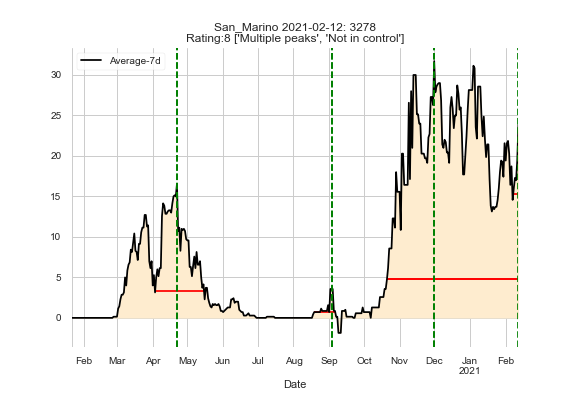 San_Marino 2021-02-12: 3278
Rating:8 ['Multiple peaks', 'Not in control']
Average-7d
30
25
20
15
10
5
0
Feb Mar Apr May Jun Jul Aug Sep Oct Nov Dec Jan Feb
2021
Date